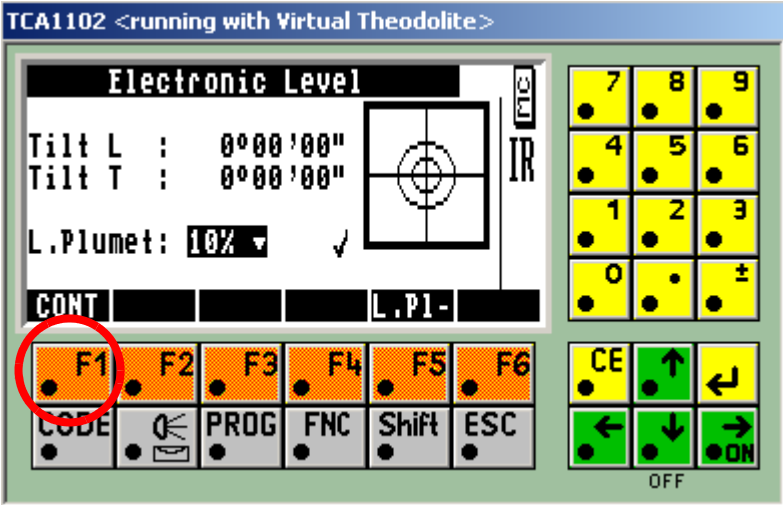 TCA1102 <running with Virtual Theodolite>
Electronic Level
nc
IR
Tilt L : 0°00'00"
Tilt T : 0°00'00"
L.Plumet: 10% ▼ ✓
CONT L.Pl-
F1 F2 F3 F4 F5 F6
CODE PROG FNC Shift ESC
7 8 9
4 5 6
1 2 3
0 • ±
CE ↑ ↵
← ↓ → ON
OFF